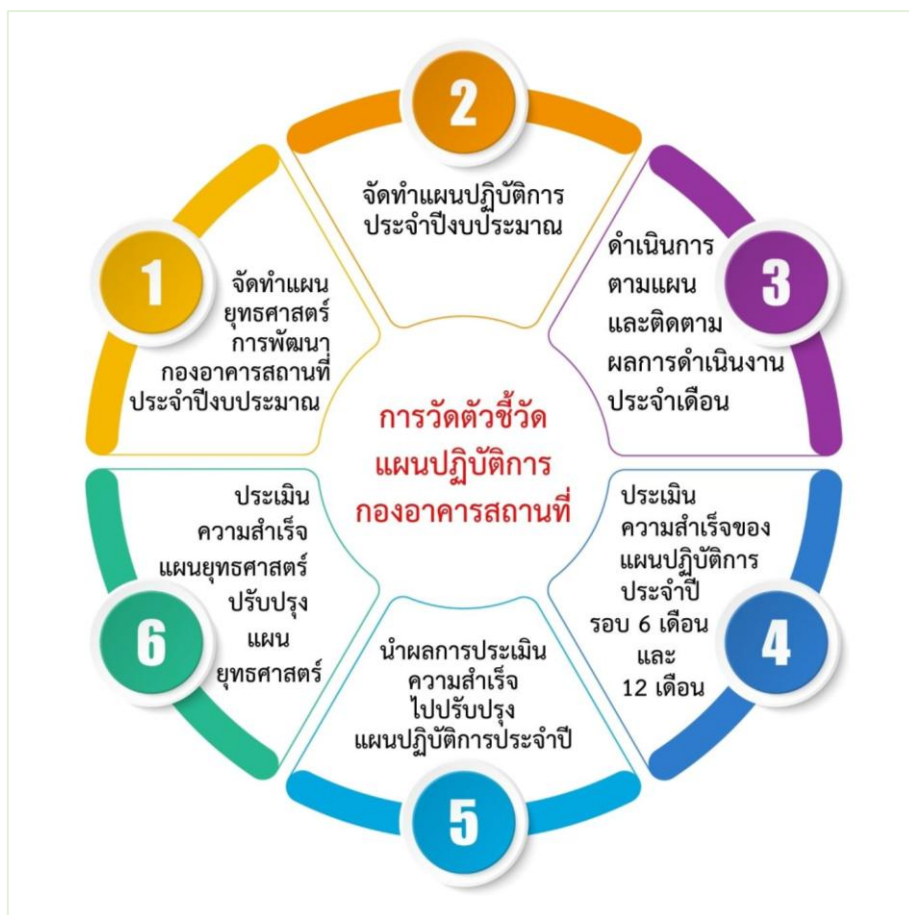 การวัดตัวชี้วัด
แผนปฏิบัติการ
กองอาคารสถานที่
1
จัดทำแผน
ยุทธศาสตร์
การพัฒนา
กองอาคารสถานที่
ประจำปีงบประมาณ
2
จัดทำแผนปฏิบัติการ
ประจำปีงบประมาณ
3
ดำเนินการ
ตามแผน
และติดตาม
ผลการดำเนินงาน
ประจำเดือน
4
ประเมิน
ความสำเร็จของ
แผนปฏิบัติการ
ประจำปี
รอบ 6 เดือน
และ
12 เดือน
5
นำผลการประเมิน
ความสำเร็จ
ไปปรับปรุง
แผนปฏิบัติการประจำปี
6
ประเมิน
ความสำเร็จ
แผนยุทธศาสตร์
ปรับปรุง
แผน
ยุทธศาสตร์